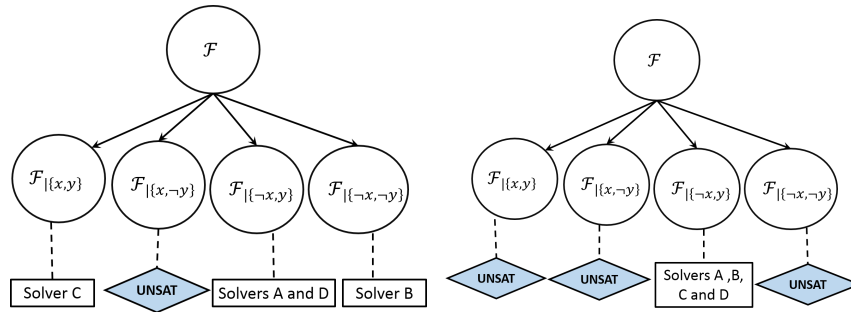 ℱ
ℱ|{x,y}
ℱ|{x,¬y}
ℱ|{¬x,y}
ℱ|{¬x,¬y}
Solver C
UNSAT
Solvers A and D
Solver B
ℱ
ℱ|{x,y}
ℱ|{x,¬y}
ℱ|{¬x,y}
ℱ|{¬x,¬y}
UNSAT
UNSAT
Solvers A ,B,
C and D
UNSAT